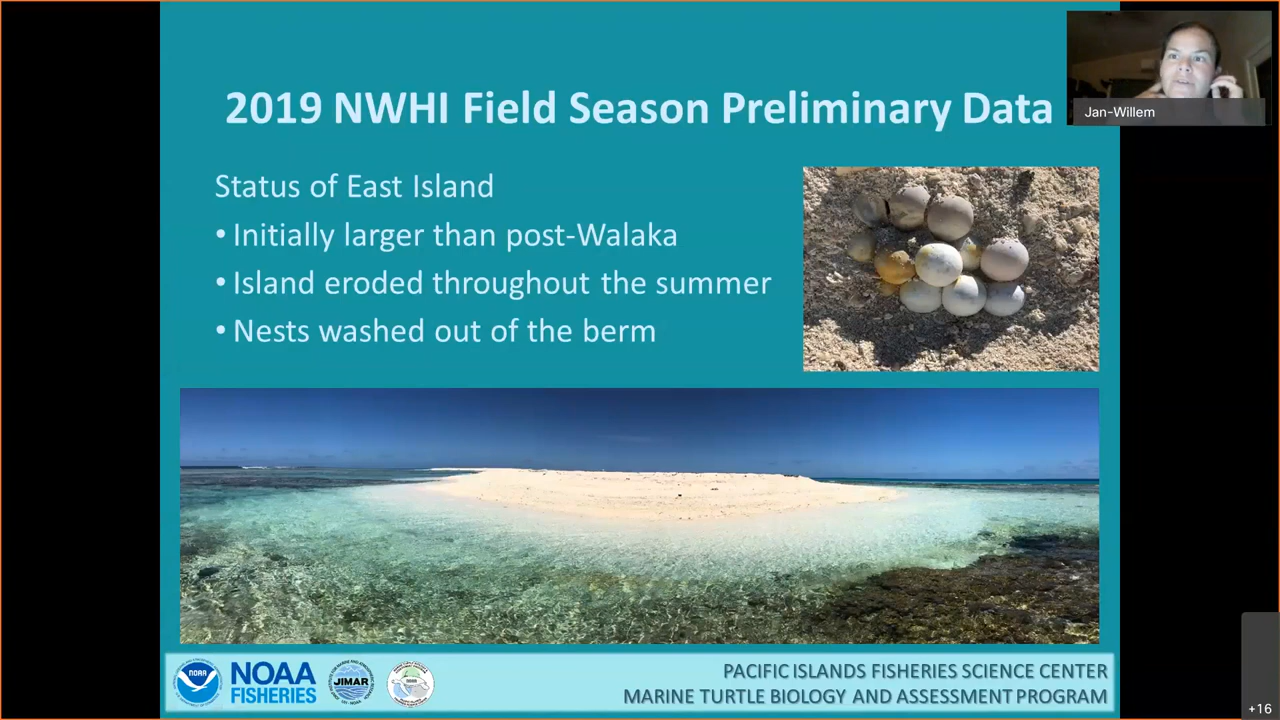 2019 NWHI Field Season Preliminary Data
Jan-Willem
Status of East Island
• Initially larger than post-Walaka
• Island eroded throughout the summer
• Nests washed out of the berm
NOAA
NOAA
FISHERIES
JIMAR
PACIFIC ISLANDS FISHERIES SCIENCE CENTER
MARINE TURTLE BIOLOGY AND ASSESSMENT PROGRAM
+16